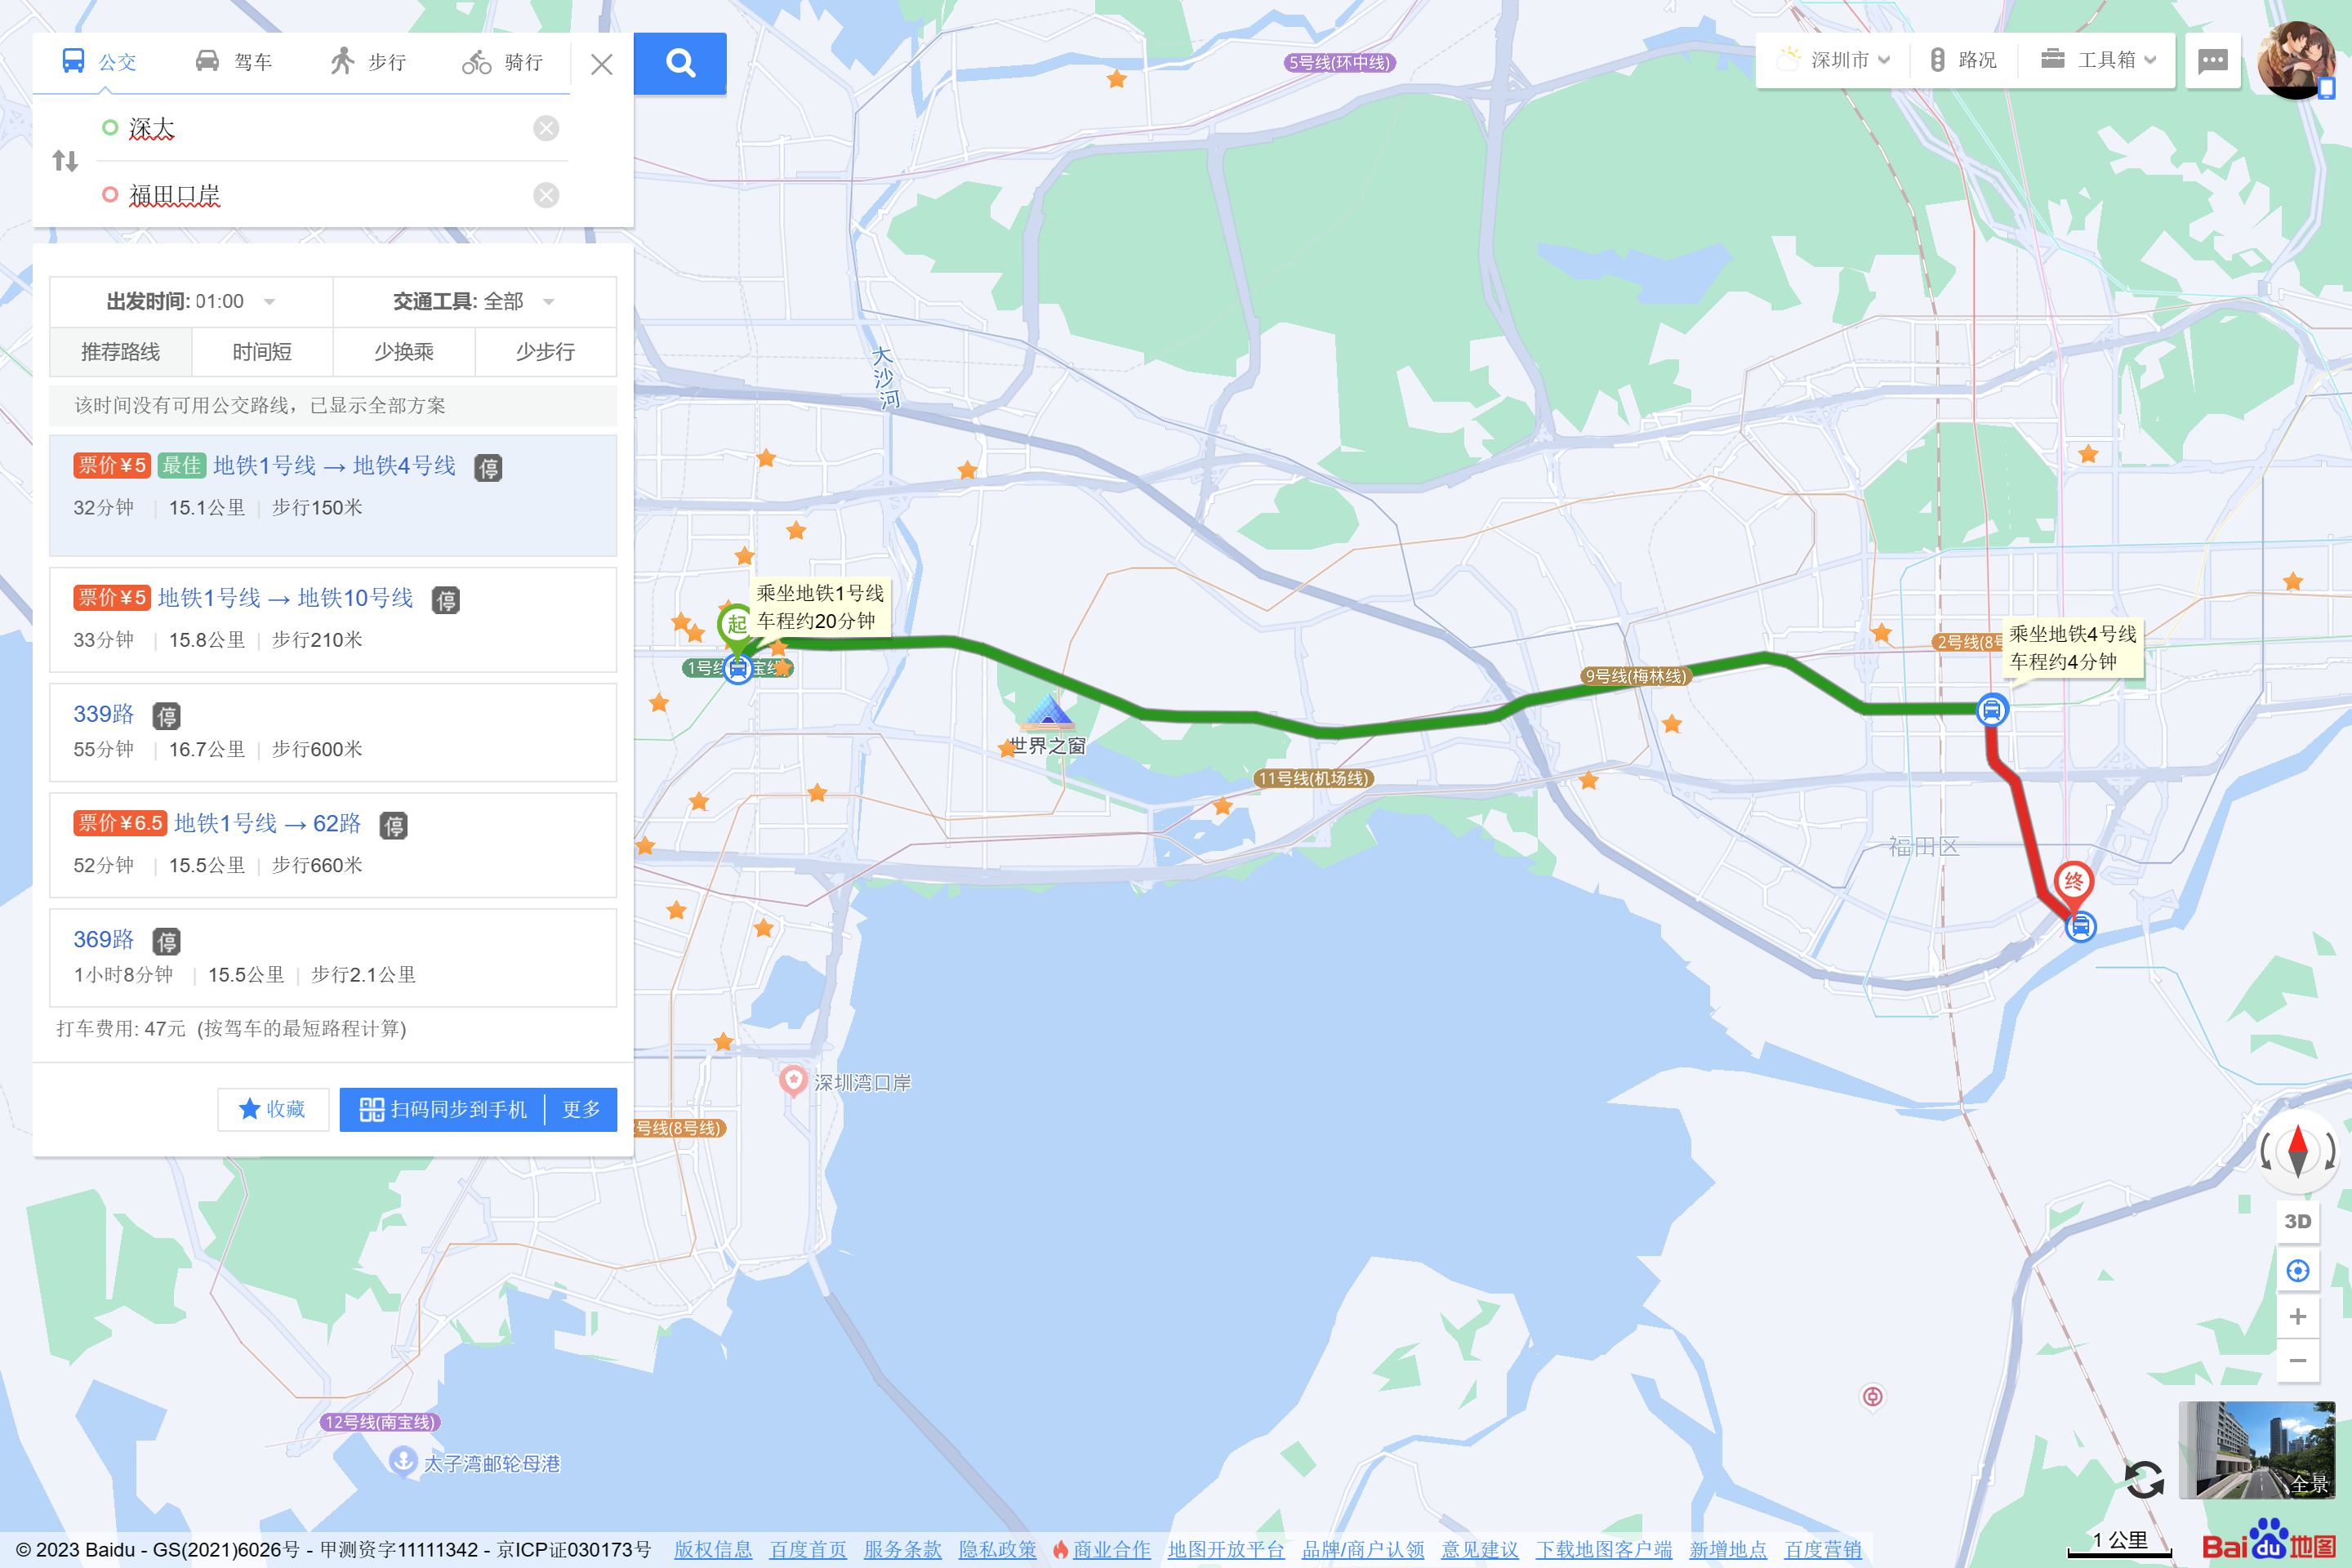 公交 驾车 步行 骑行
深大
福田口岸
出发时间: 01:00 交通工具: 全部
推荐路线 时间短 少换乘 少步行
该时间没有可用公交路线，已显示全部方案
票价¥5 最佳 地铁1号线 → 地铁4号线 停
32分钟 | 15.1公里 | 步行150米
票价¥5 地铁1号线 → 地铁10号线 停
33分钟 | 15.8公里 | 步行210米
339路 停
55分钟 | 16.7公里 | 步行600米
票价¥6.5 地铁1号线 → 62路 停
52分钟 | 15.5公里 | 步行660米
369路 停
1小时8分钟 | 15.5公里 | 步行2.1公里
打车费用: 47元 (按驾车的最短路程计算)
收藏 扫码同步到手机 更多
深圳市 路况 工具箱
5号线(环中线)
大沙河
起
乘坐地铁1号线
车程约20分钟
1号线
宝线)
世界之窗
11号线(机场线)
9号线(梅林线)
2号线(8号
乘坐地铁4号线
车程约4分钟
福田区
终
深圳湾口岸
号线(8号线)
12号线(南宝线)
太子湾邮轮母港
3D
全景
1 公里
Bai du 地图
© 2023 Baidu - GS(2021)6026号 - 甲测资字11111342 - 京ICP证030173号 版权信息 百度首页 服务条款 隐私政策 商业合作 地图开放平台 品牌/商户认领 意见建议 下载地图客户端 新增地点 百度营销